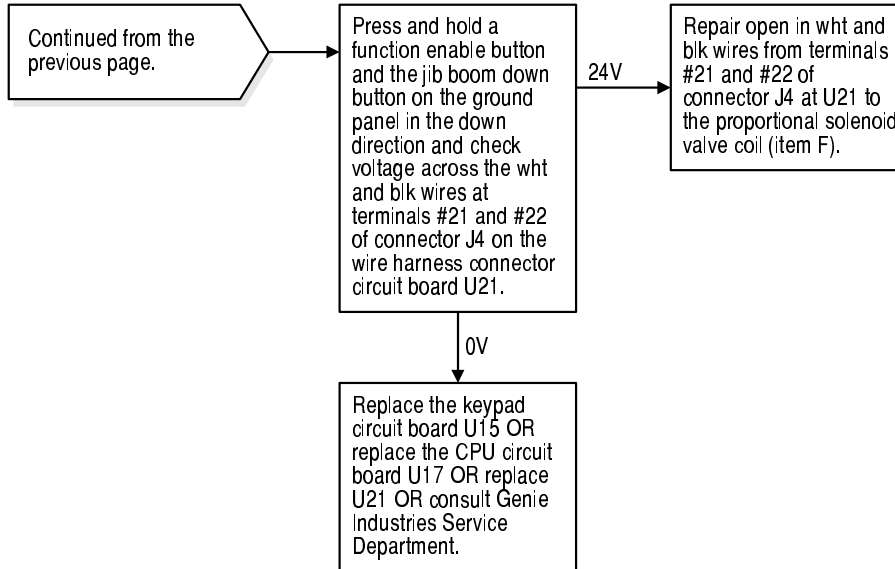 Continued from the
previous page.
Press and hold a
function enable button
and the jib boom down
button on the ground
panel in the down
direction and check
voltage across the wht
and blk wires at
terminals #21 and #22
of connector J4 on the
wire harness connector
circuit board U21.
24V
Repair open in wht and
blk wires from terminals
#21 and #22 of
connector J4 at U21 to
the proportional solenoid
valve coil (item F).
0V
Replace the keypad
circuit board U15 OR
replace the CPU circuit
board U17 OR replace
U21 OR consult Genie
Industries Service
Department.